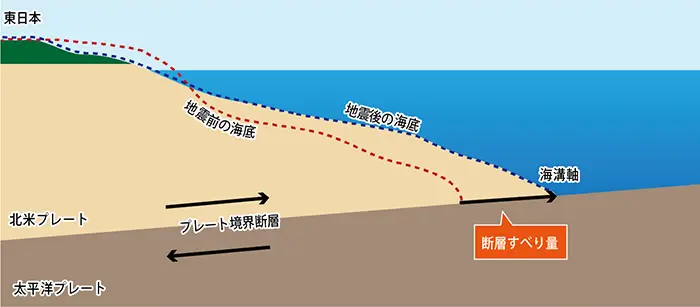 東日本
地震前の海底
地震後の海底
海溝軸
北米プレート
プレート境界断層
断層すべり量
太平洋プレート